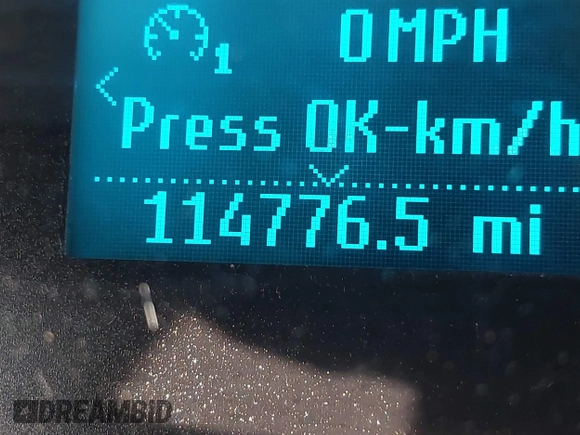 1 0 MPH
Press OK-km/h
114776.5 mi
DREAMBID